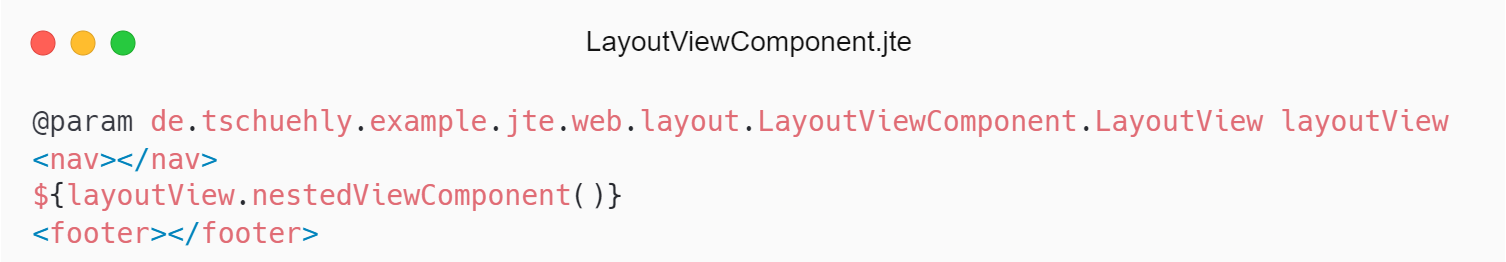 LayoutViewComponent.jte
@param de.tschuehly.example.jte.web.layout.LayoutViewComponent.LayoutView layoutView
<nav></nav>
${layoutView.nestedViewComponent()}
<footer></footer>